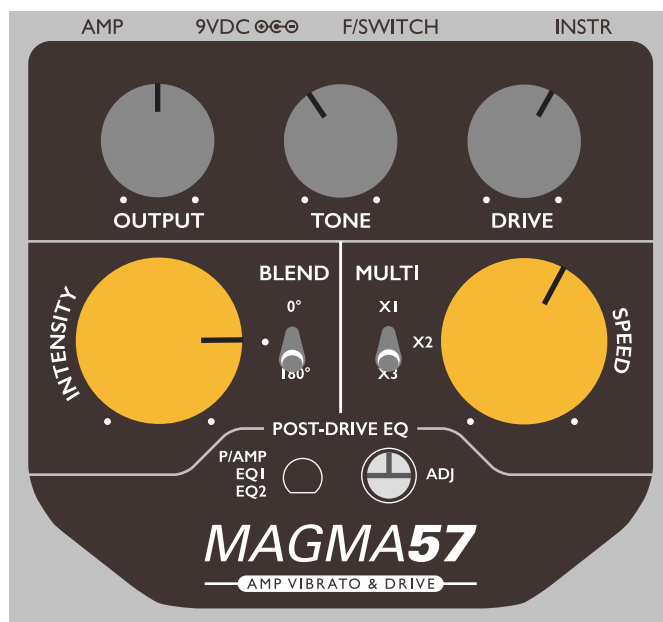 AMP 9VDC F/SWITCH INSTR
OUTPUT TONE DRIVE
BLEND MULTI
0° X1
INTENSITY X2 SPEED
180° X3
POST-DRIVE EQ
P/AMP
EQ1 ADJ
EQ2
MAGMA57
AMP VIBRATO & DRIVE